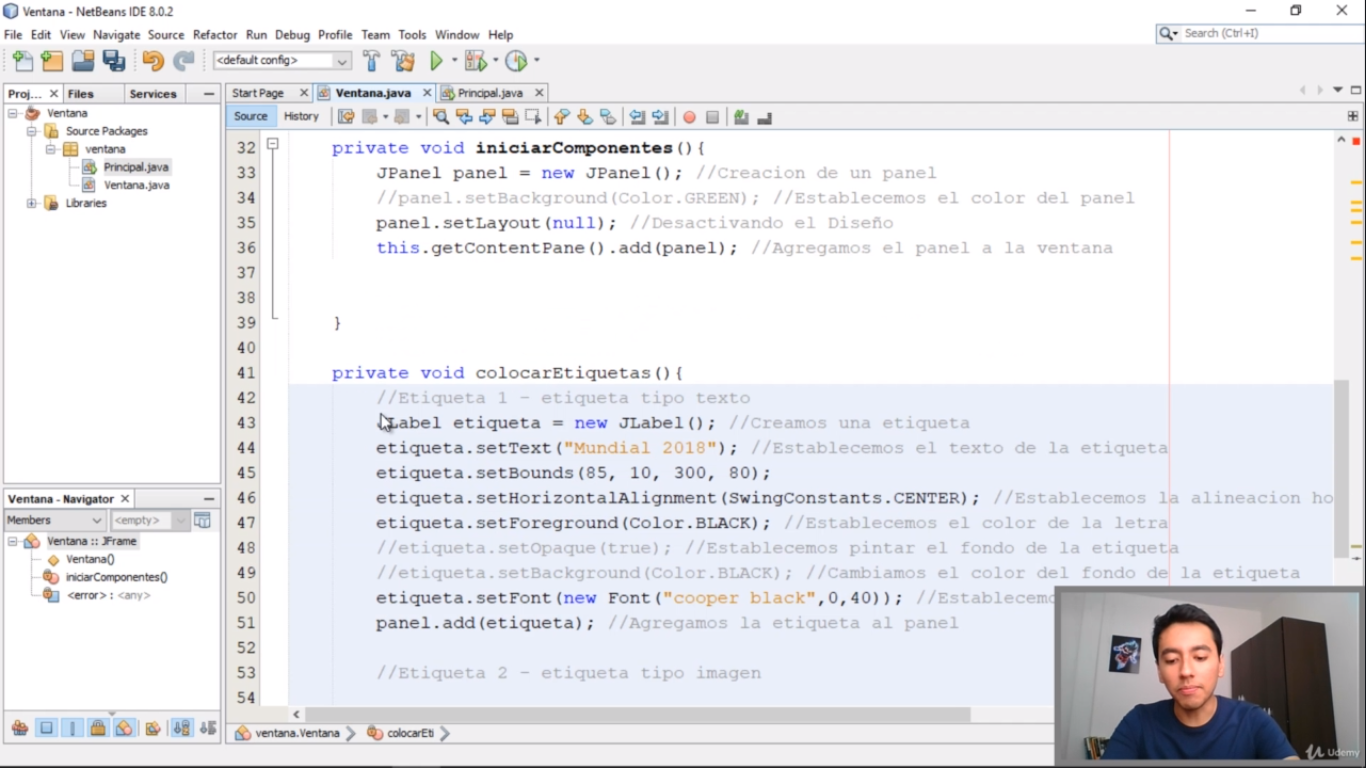 Ventana - NetBeans IDE 8.0.2
File Edit View Navigate Source Refactor Run Debug Profile Team Tools Window Help
Search (Ctrl+I)
<default config>
Proj... Files Services
Start Page Ventana.java Principal.java
Source History
Ventana
Source Packages
ventana
Principal.java
Ventana.java
Libraries
32 private void iniciarComponentes(){
33 JPanel panel = new JPanel(); //Creacion de un panel
34 //panel.setBackground(Color.GREEN); //Establecemos el color del panel
35 panel.setLayout(null); //Desactivando el Diseño
36 this.getContentPane().add(panel); //Agregamos el panel a la ventana
37
38
39 }
40
41 private void colocarEtiquetas(){
42 //Etiqueta 1 - etiqueta tipo texto
43 JLabel etiqueta = new JLabel(); //Creamos una etiqueta
44 etiqueta.setText("Mundial 2018"); //Establecemos el texto de la etiqueta
45 etiqueta.setBounds(85, 10, 300, 80);
46 etiqueta.setHorizontalAlignment(SwingConstants.CENTER); //Establecemos la alineacion ho
47 etiqueta.setForeground(Color.BLACK); //Establecemos el color de la letra
48 //etiqueta.setOpaque(true); //Establecemos pintar el fondo de la etiqueta
49 //etiqueta.setBackground(Color.BLACK); //Cambiamos el color del fondo de la etiqueta
50 etiqueta.setFont(new Font("cooper black",0,40)); //Establecemo
51 panel.add(etiqueta); //Agregamos la etiqueta al panel
52
53 //Etiqueta 2 - etiqueta tipo imagen
54
Ventana - Navigator
Members <empty>
Ventana :: JFrame
Ventana()
iniciarComponentes()
<error> : <any>
ventana.Ventana colocarEti
Udemy